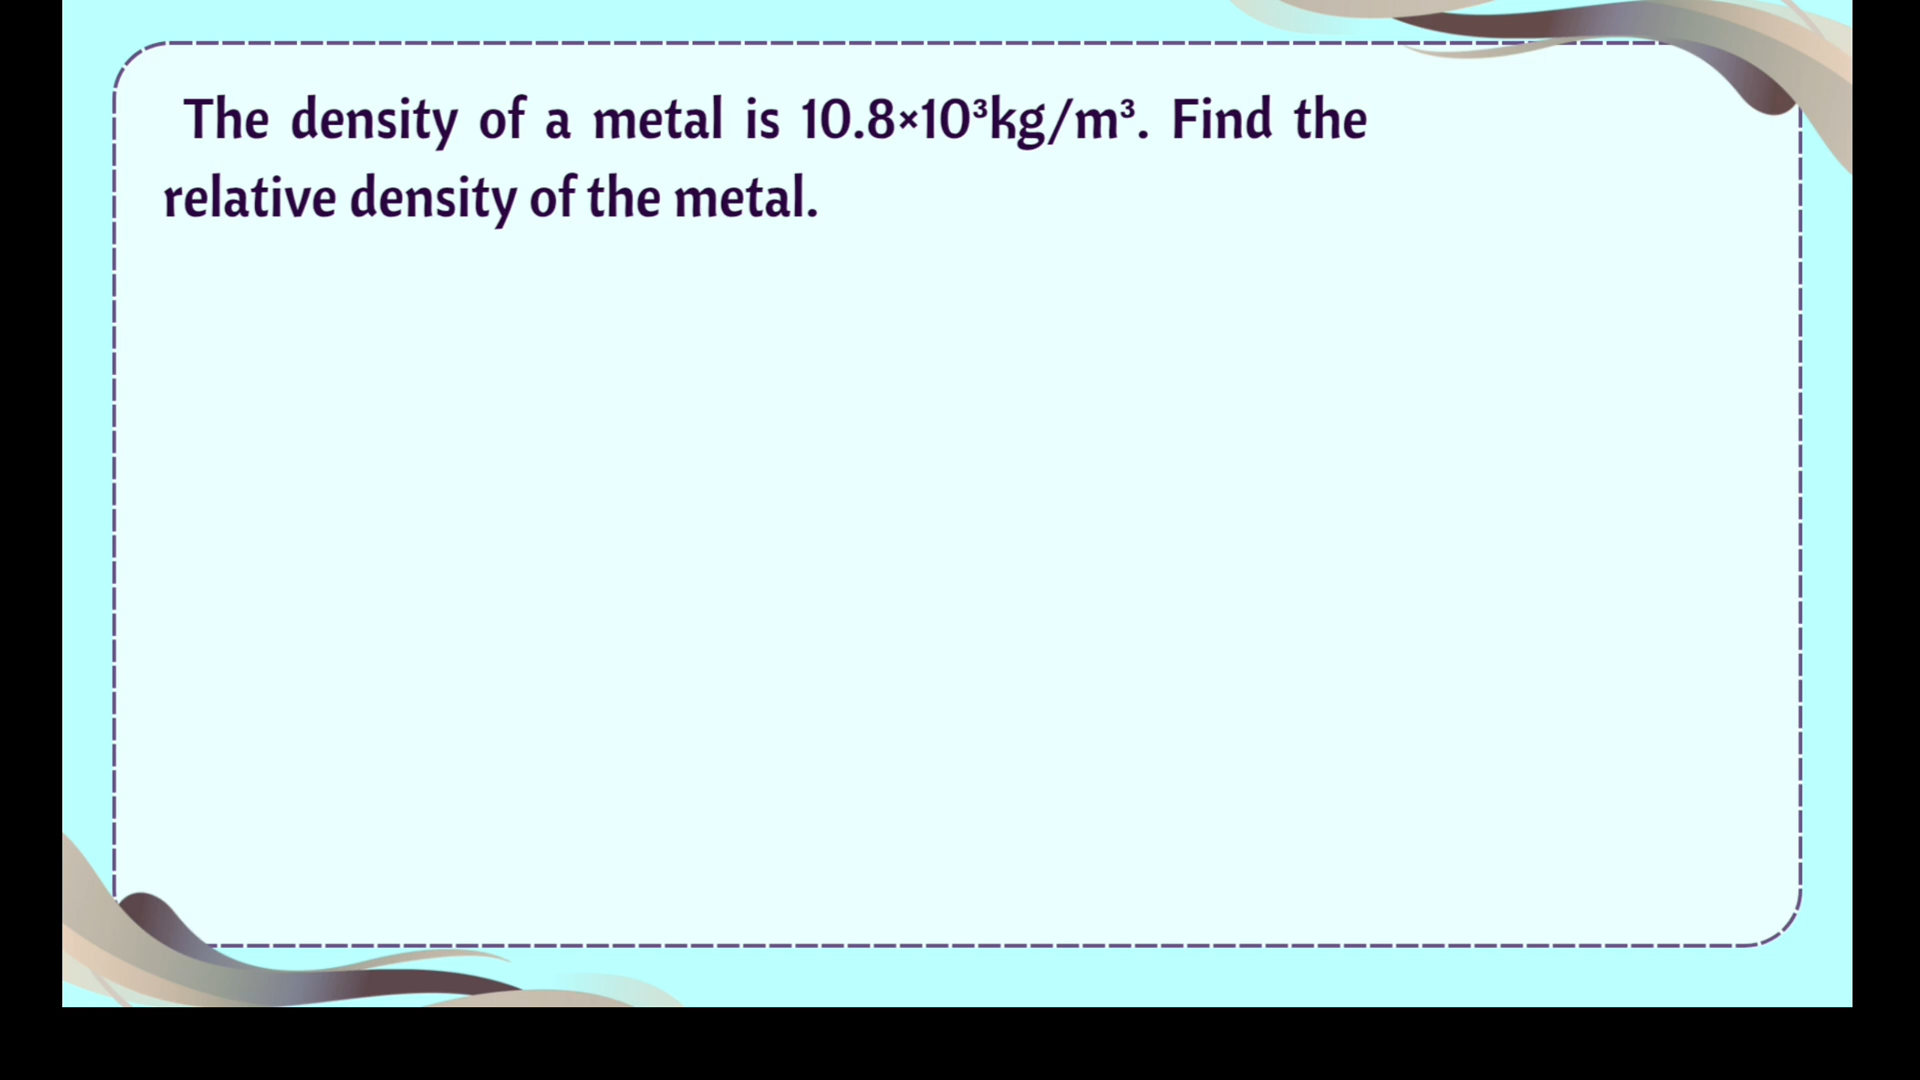 The density of a metal is 10.8×10³kg/m³. Find the
relative density of the metal.